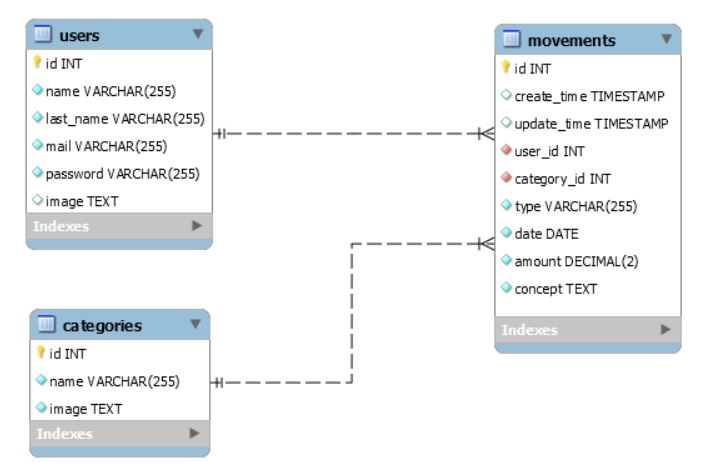 users
id INT
name VARCHAR(255)
last_name VARCHAR(255)
mail VARCHAR(255)
password VARCHAR(255)
image TEXT
Indexes
movements
id INT
create_time TIMESTAMP
update_time TIMESTAMP
user_id INT
category_id INT
type VARCHAR(255)
date DATE
amount DECIMAL(2)
concept TEXT
Indexes
categories
id INT
name VARCHAR(255)
image TEXT
Indexes